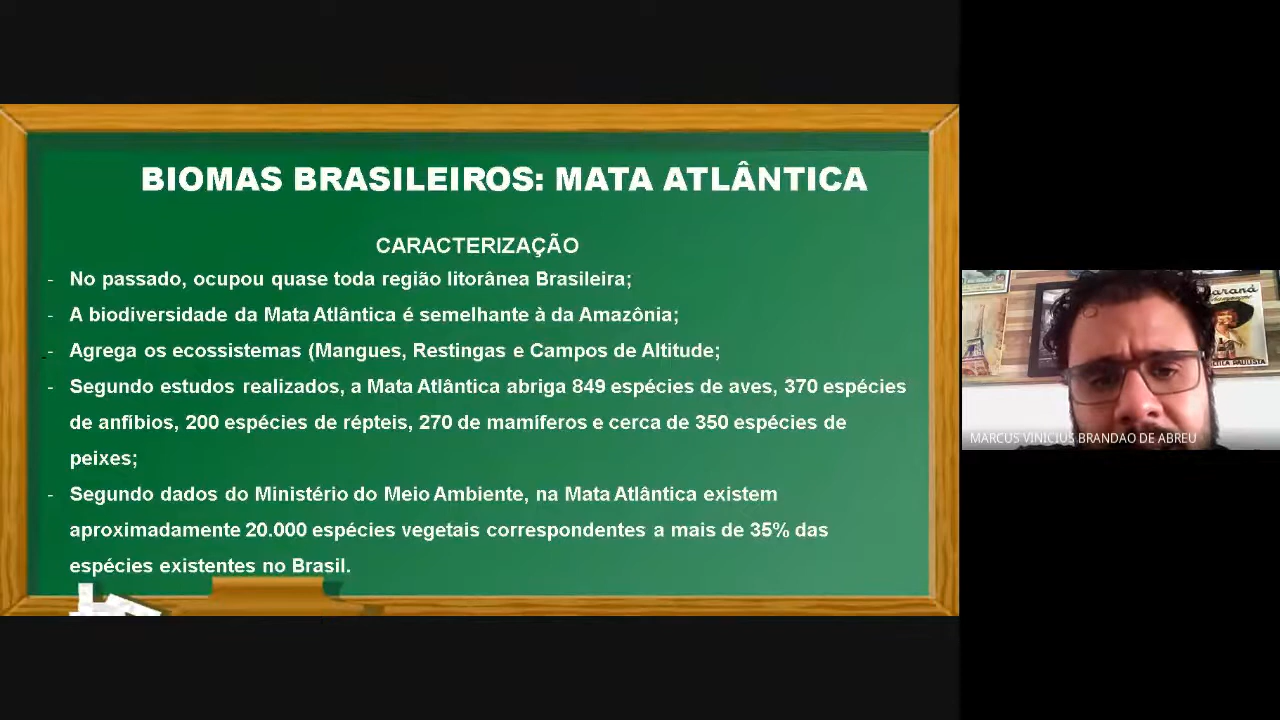 BIOMAS BRASILEIROS: MATA ATLÂNTICA
CARACTERIZAÇÃO
- No passado, ocupou quase toda região litorânea Brasileira;
- A biodiversidade da Mata Atlântica é semelhante à da Amazônia;
- Agrega os ecossistemas (Mangues, Restingas e Campos de Altitude;
- Segundo estudos realizados, a Mata Atlântica abriga 849 espécies de aves, 370 espécies
de anfíbios, 200 espécies de répteis, 270 de mamíferos e cerca de 350 espécies de
peixes;
- Segundo dados do Ministério do Meio Ambiente, na Mata Atlântica existem
aproximadamente 20.000 espécies vegetais correspondentes a mais de 35% das
espécies existentes no Brasil.
MARCUS VINICIUS BRANDAO DE ABREU